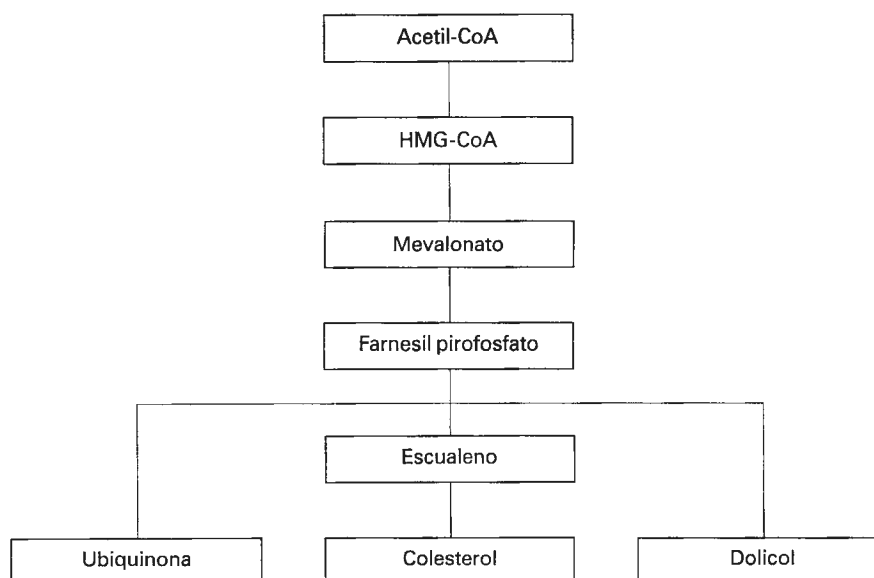 Acetil-CoA
HMG-CoA
Mevalonato
Farnesil pirofosfato
Escualeno
Ubiquinona
Colesterol
Dolicol